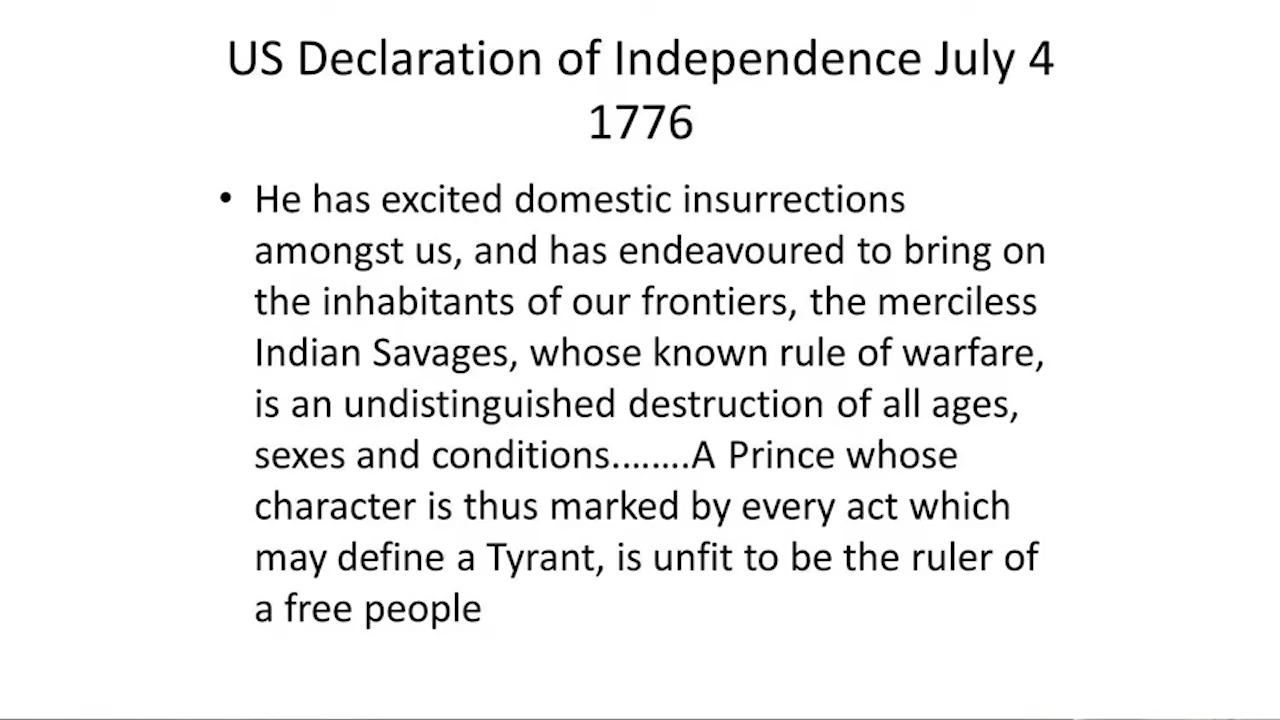 US Declaration of Independence July 4
1776
• He has excited domestic insurrections
amongst us, and has endeavoured to bring on
the inhabitants of our frontiers, the merciless
Indian Savages, whose known rule of warfare,
is an undistinguished destruction of all ages,
sexes and conditions.…….A Prince whose
character is thus marked by every act which
may define a Tyrant, is unfit to be the ruler of
a free people